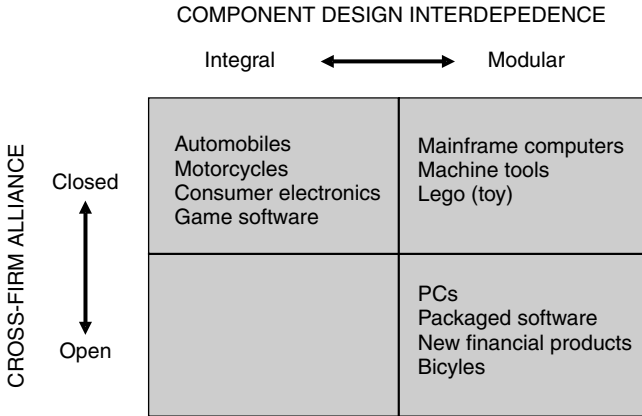 COMPONENT DESIGN INTERDEPEDENCE
Integral Modular
CROSS-FIRM ALLIANCE
Closed
Automobiles
Motorcycles
Consumer electronics
Game software
Mainframe computers
Machine tools
Lego (toy)
Open
PCs
Packaged software
New financial products
Bicyles